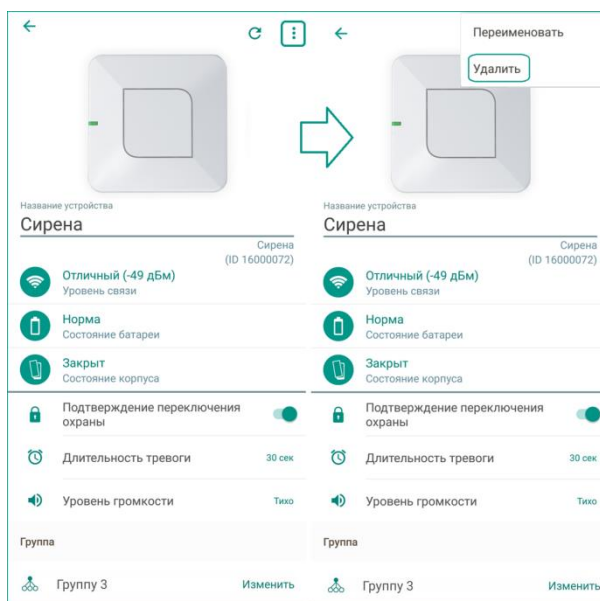 Название устройства
Сирена
Сирена
(ID 16000072)
Отличный (-49 дБм)
Уровень связи
Норма
Состояние батареи
Закрыт
Состояние корпуса
Подтверждение переключения
охраны
Длительность тревоги 30 сек
Уровень громкости Тихо
Группа
Группу 3 Изменить
Переименовать
Удалить
Название устройства
Сирена
Сирена
(ID 16000072)
Отличный (-49 дБм)
Уровень связи
Норма
Состояние батареи
Закрыт
Состояние корпуса
Подтверждение переключения
охраны
Длительность тревоги 30 сек
Уровень громкости Тихо
Группа
Группу 3 Изменить